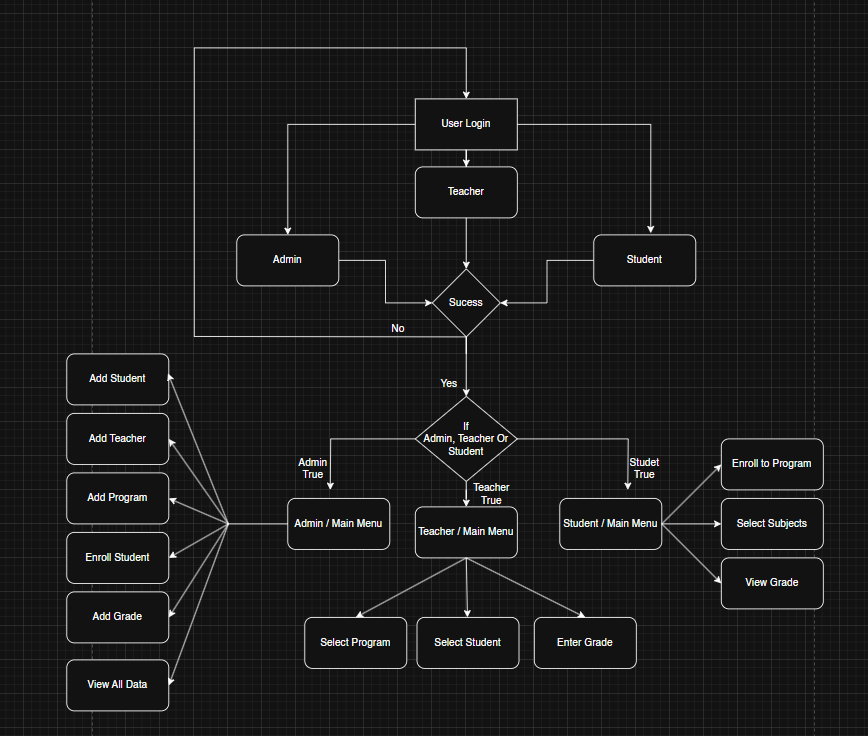 User Login
Teacher
Admin
Student
Sucess
No
Yes
If
Admin, Teacher Or
Student
Admin
True
Teacher
True
Studet
True
Admin / Main Menu
Teacher / Main Menu
Student / Main Menu
Add Student
Add Teacher
Add Program
Enroll Student
Add Grade
View All Data
Select Program
Select Student
Enter Grade
Enroll to Program
Select Subjects
View Grade